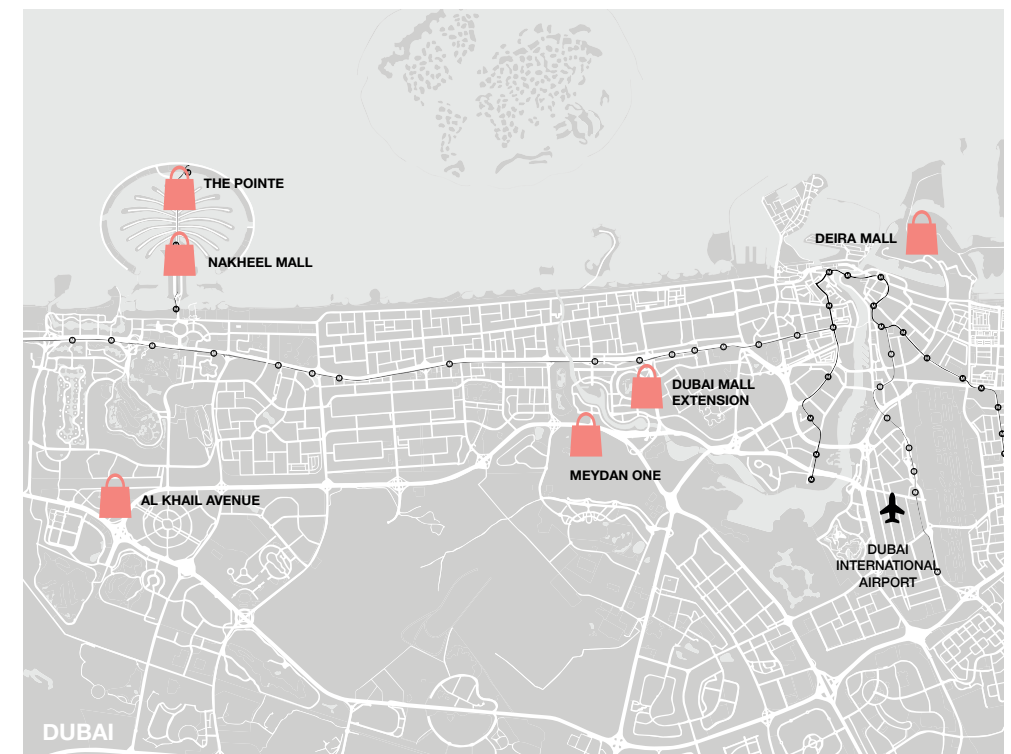 THE POINTE
DEIRA MALL
NAKHEEL MALL
DUBAI MALL
EXTENSION
MEYDAN ONE
AL KHAIL AVENUE
DUBAI
INTERNATIONAL
AIRPORT
DUBAI